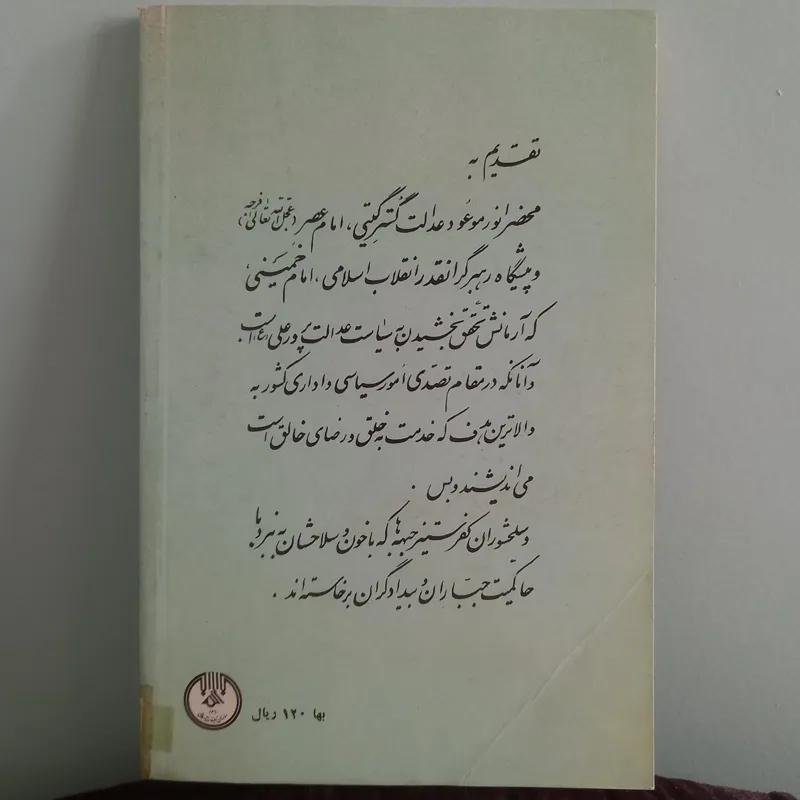 تقدیم به
محضر انور موعود عدالت گستر گیتی، امام عصر (عجل الله تعالی فرجه)
و پیشگاه رهبر گرانقدر انقلاب اسلامی، امام خمینی،
که آرمانش تحقق بخشیدن به سیاست عدالت پرور علی (ع) است
و آنانکه در مقام تصدی امور سیاسی و اداری کشور به
والاترین هدف که خدمت به خلق و رضای خالق است
می اندیشند و بس .
و سلحشوران کفرستیز جبهه ها که با خون و سلاحشان به نبرد با
حاکمیت جباران و بیدادگران برخاسته اند .
بها ۱۲۰ ریال